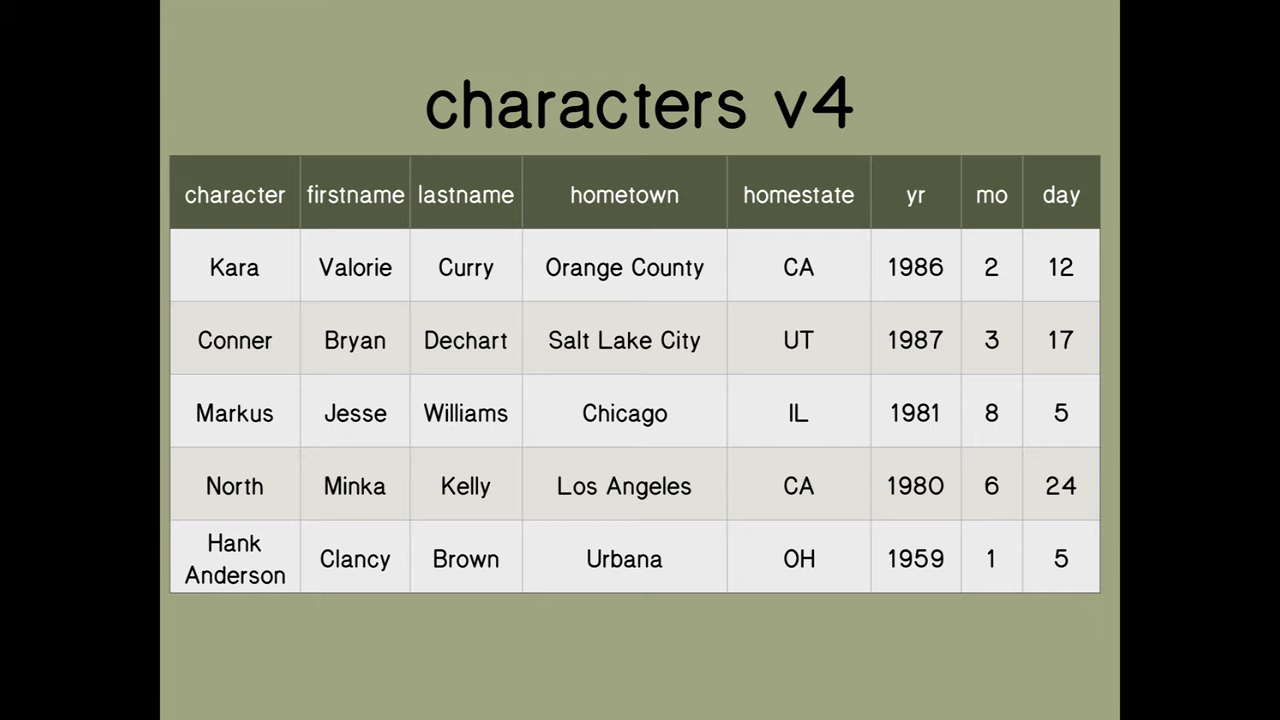 characters v4
character firstname lastname hometown homestate yr mo day
Kara Valorie Curry Orange County CA 1986 2 12
Conner Bryan Dechart Salt Lake City UT 1987 3 17
Markus Jesse Williams Chicago IL 1981 8 5
North Minka Kelly Los Angeles CA 1980 6 24
Hank
Anderson Clancy Brown Urbana OH 1959 1 5